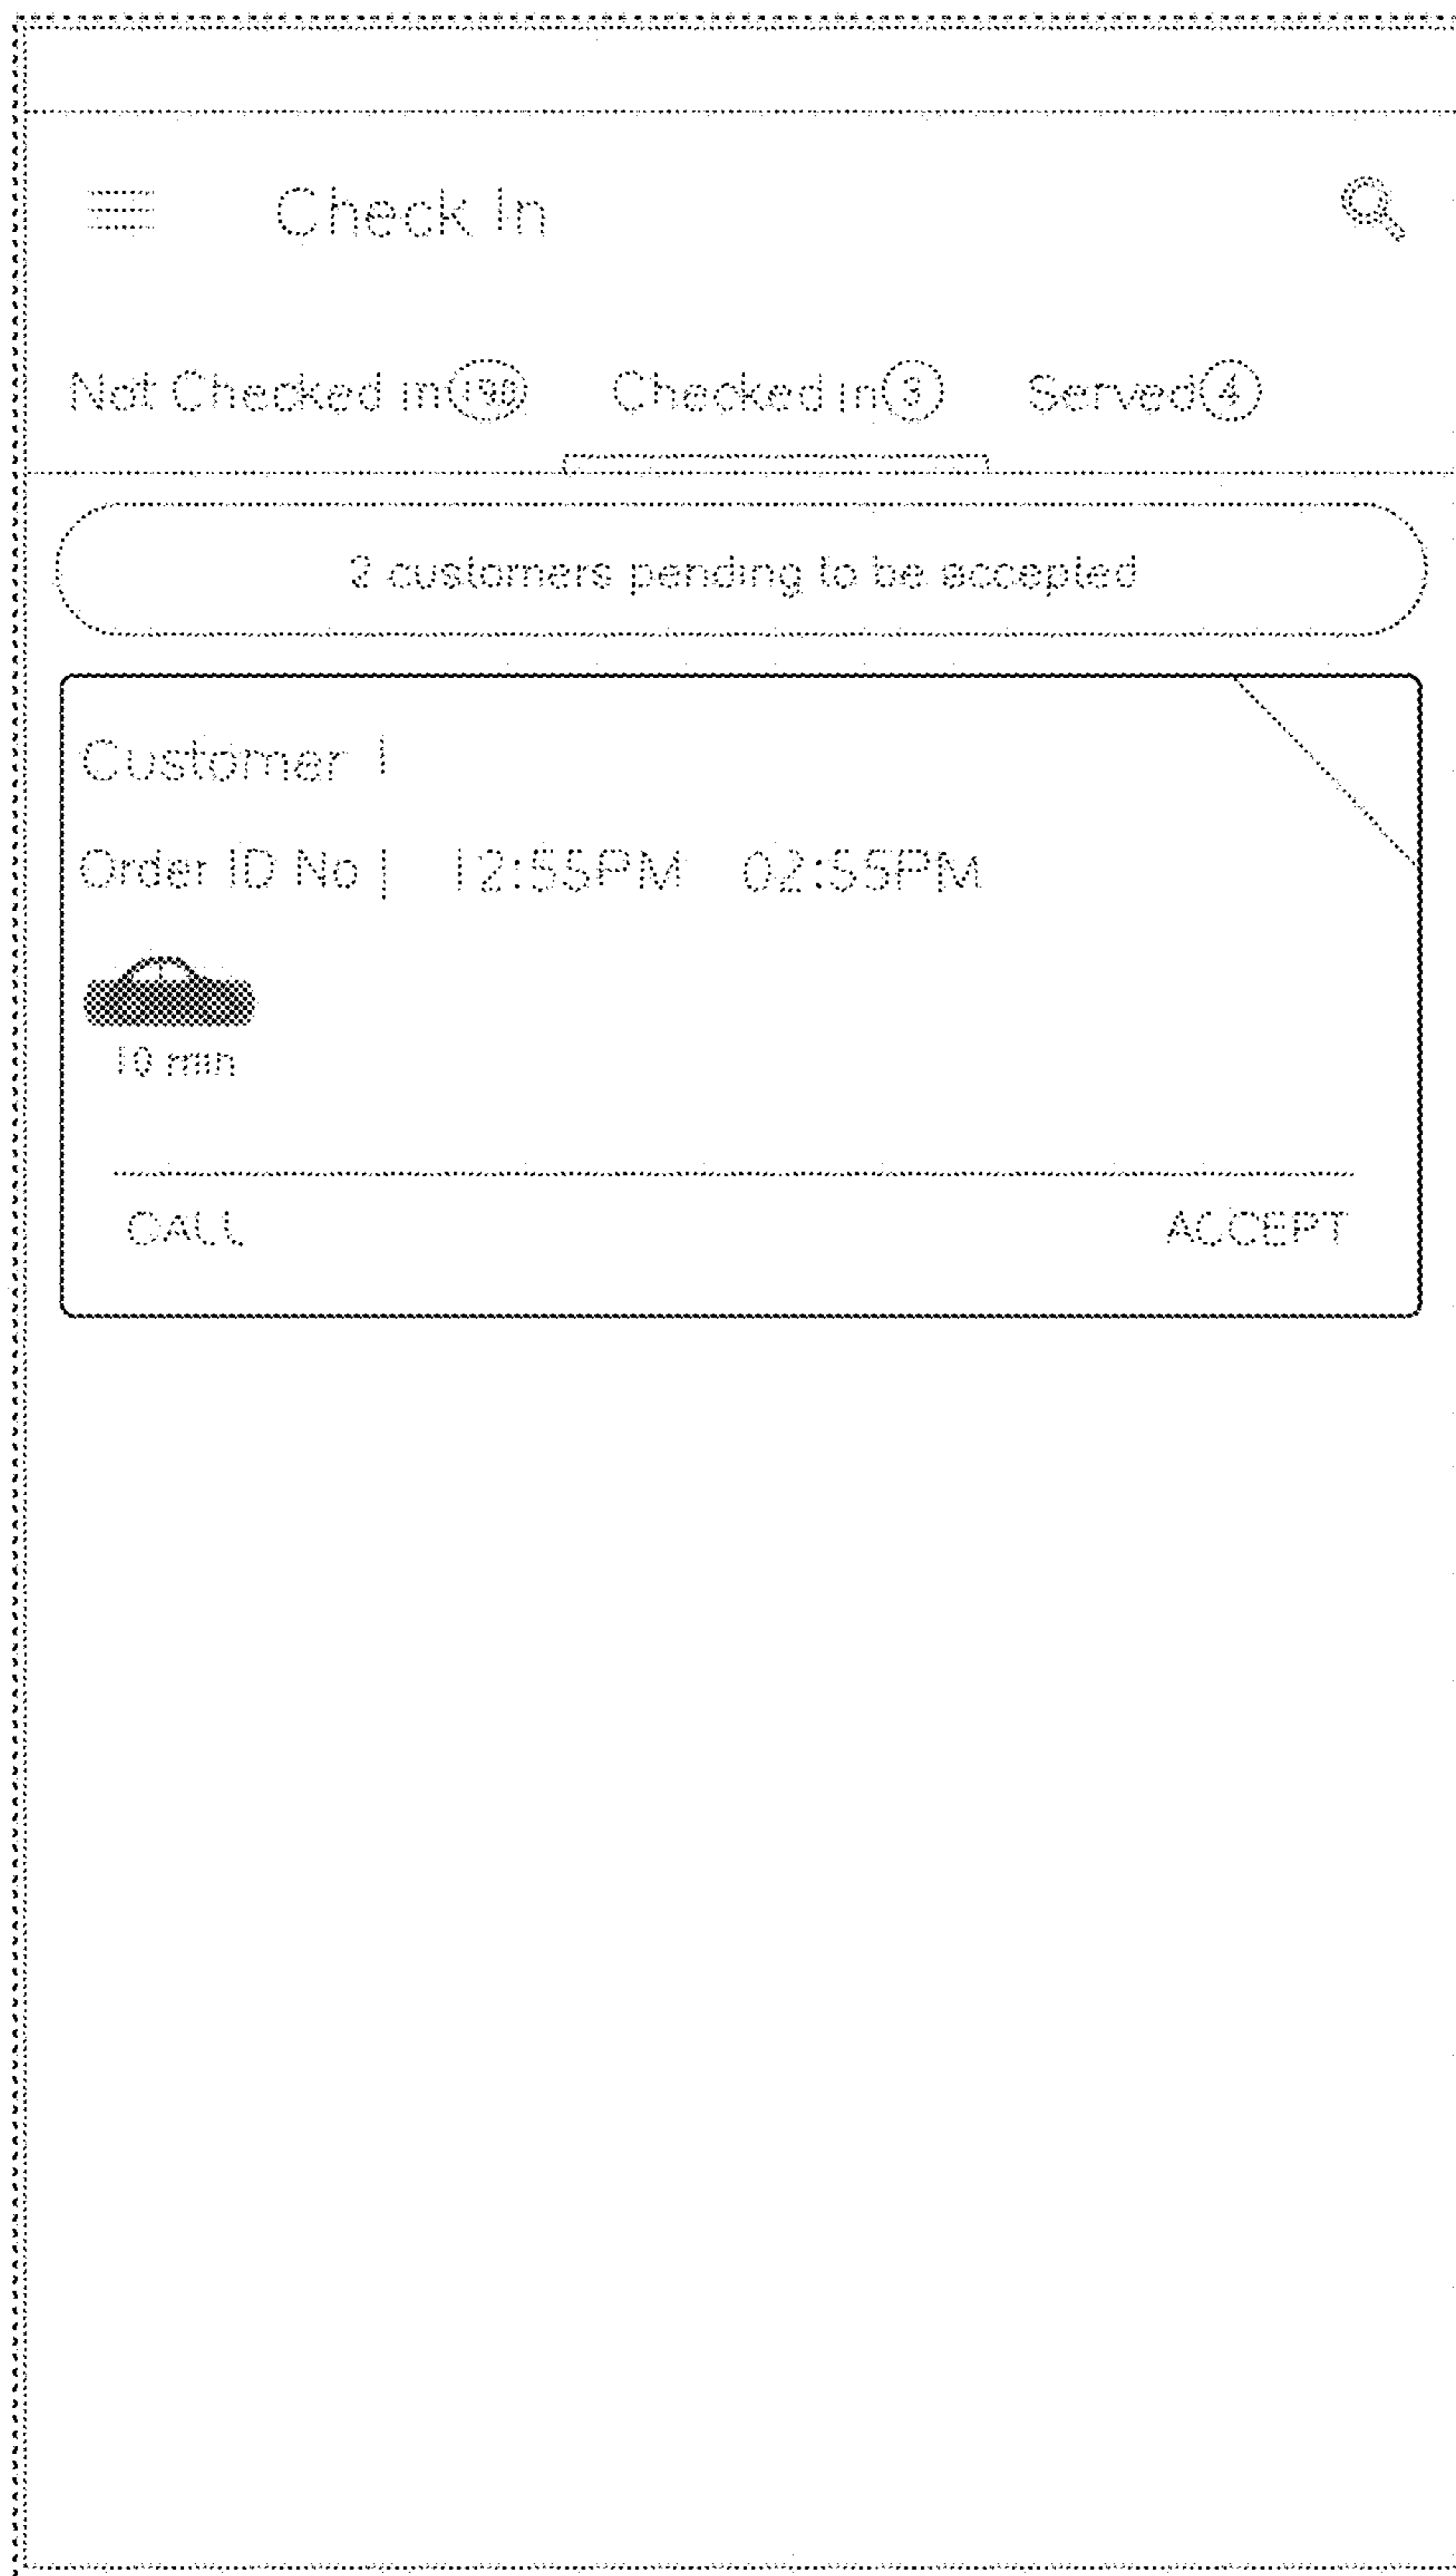 Check In
Not Checked in 190 Checked in 3 Served 4
2 customers pending to be accepted
Customer 1
Order ID No | 12:55PM 02:55PM
10 min
CALL ACCEPT